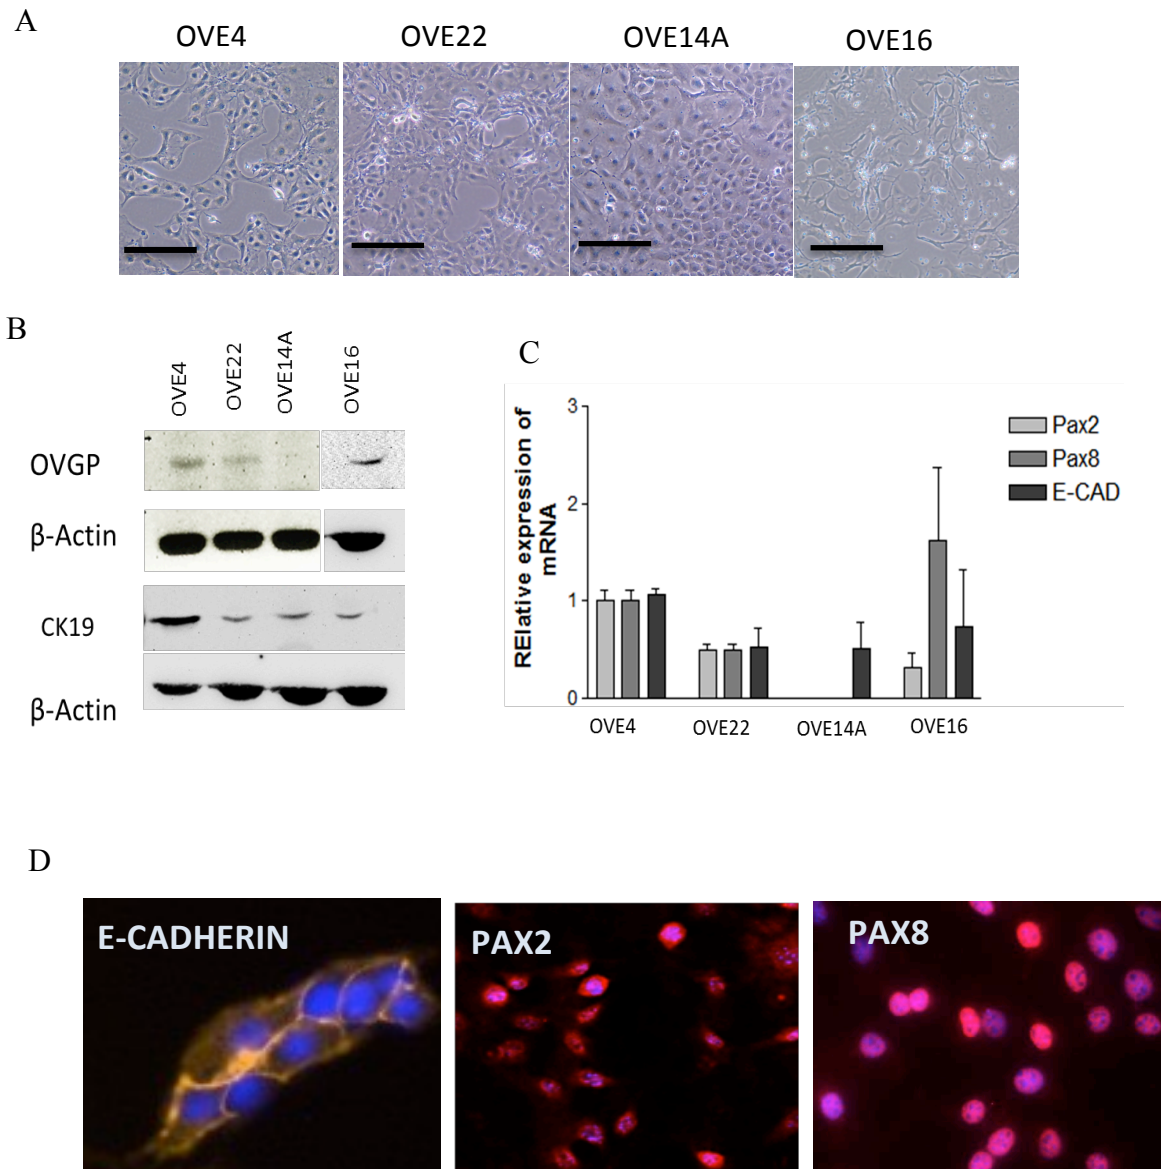 A
OVE4
OVE22
OVE14A
OVE16
B
OVE4
OVE22
OVE14A
OVE16
OVGP
β-Actin
CK19
β-Actin
C
RElative expression of
mRNA
3
2
1
0
Pax2
Pax8
E-CAD
OVE4
OVE22
OVE14A
OVE16
D
E-CADHERIN
PAX2
PAX8